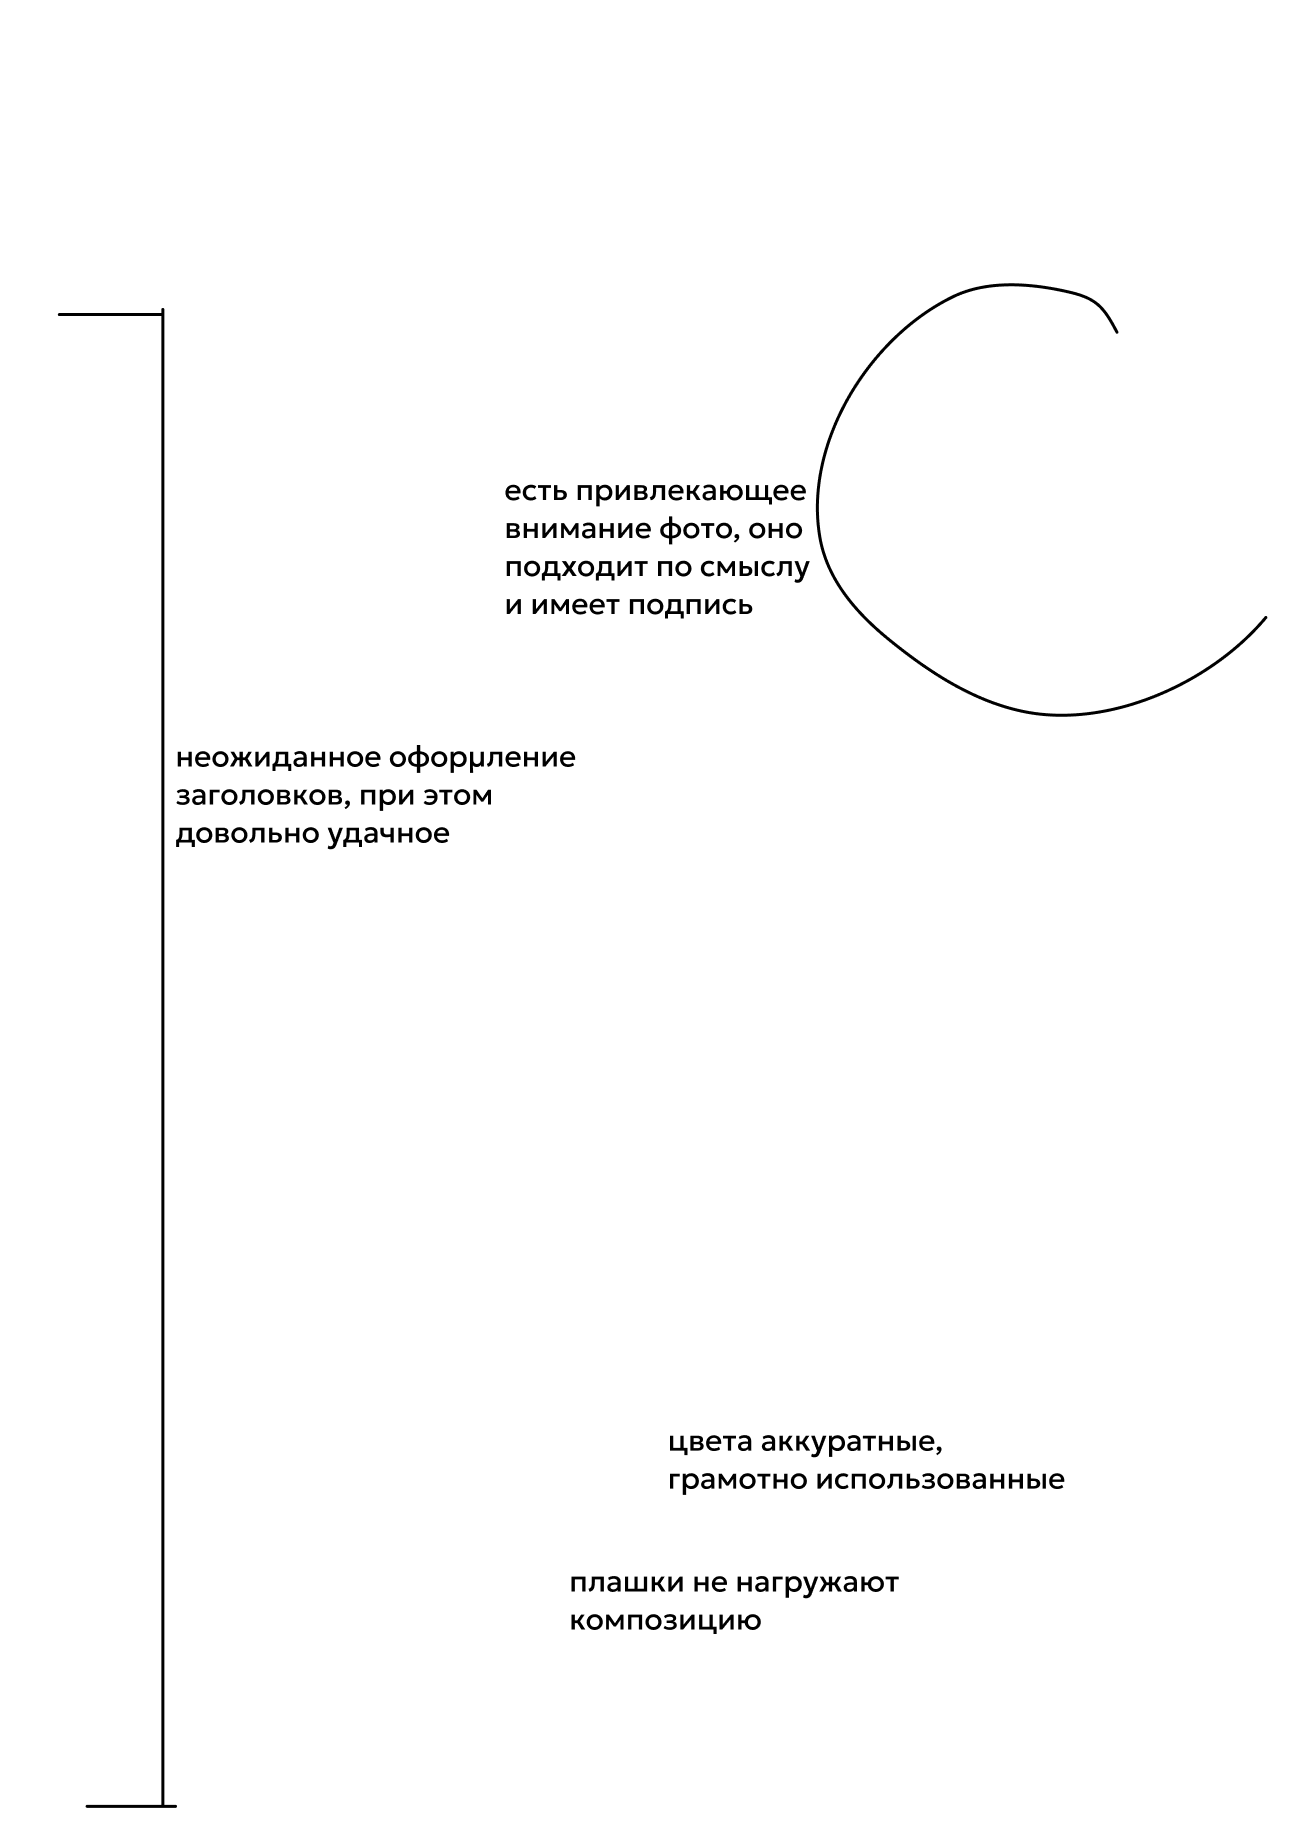 есть привлекающее
внимание фото, оно
подходит по смыслу
и имеет подпись
неожиданное оформление
заголовков, при этом
довольно удачное
цвета аккуратные,
грамотно использованные
плашки не нагружают
композицию